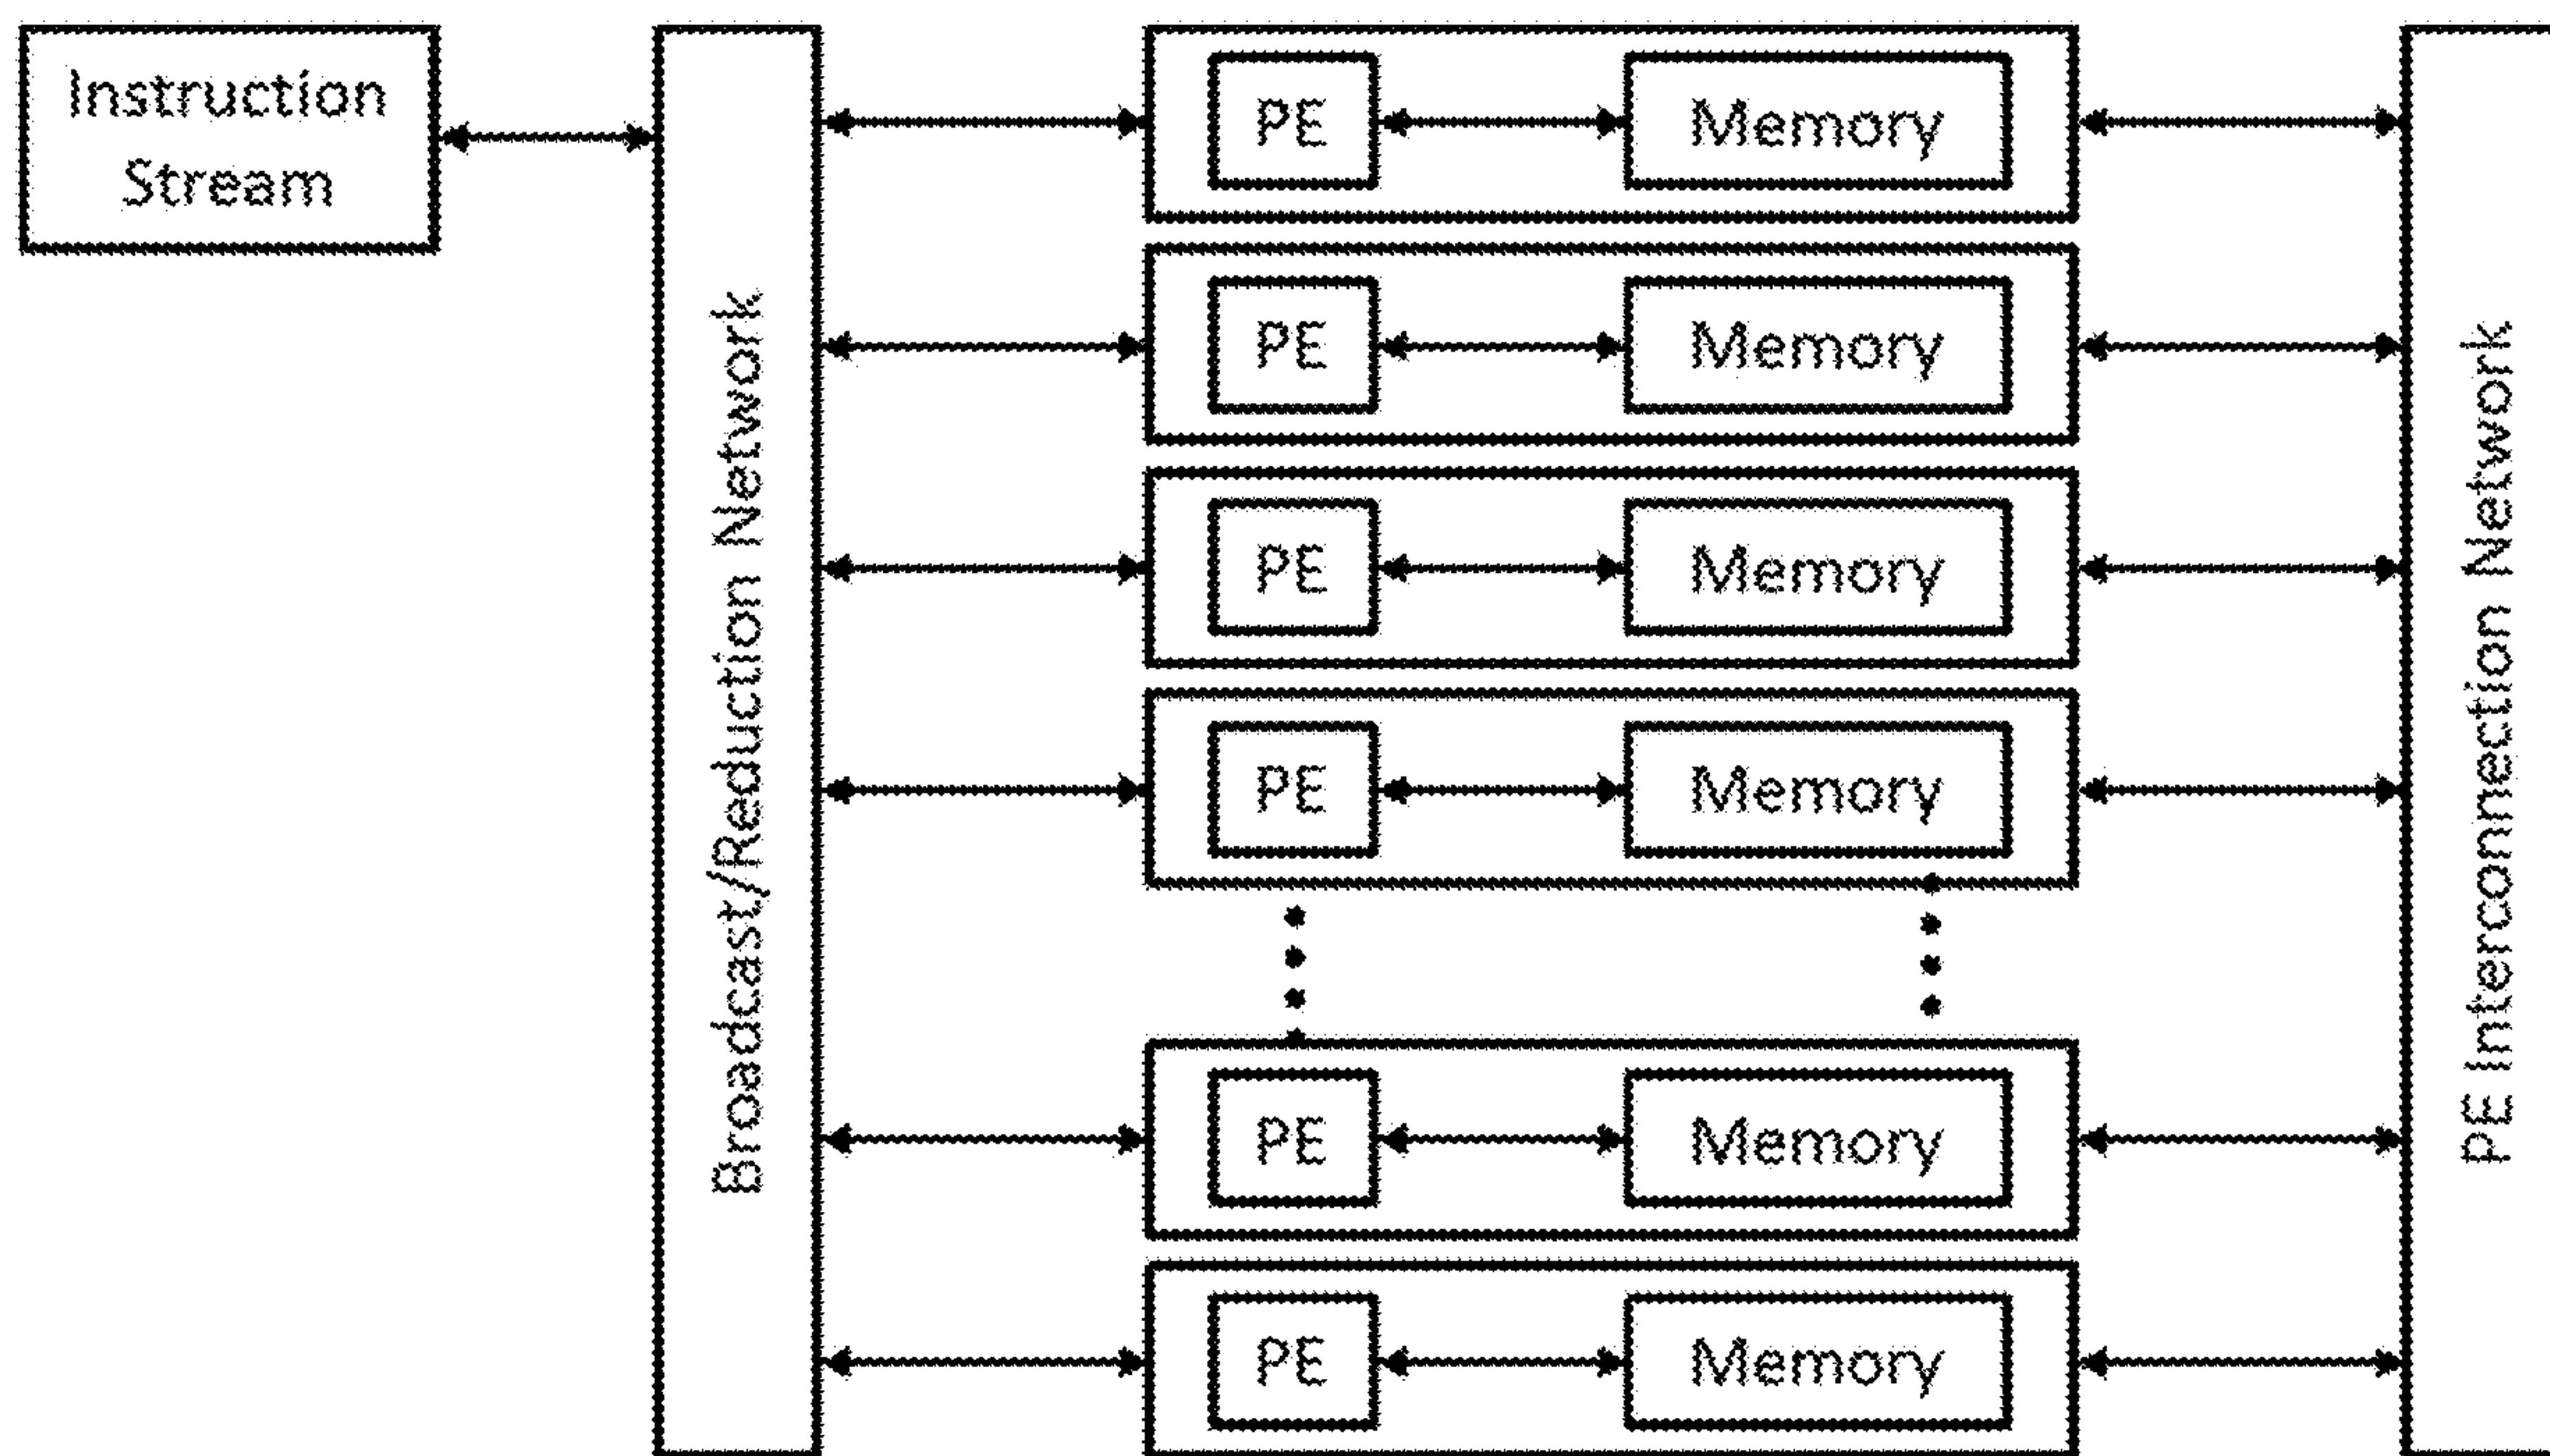 Instruction
Stream
Broadcast/Reduction Network
PE
Memory
PE
Memory
PE
Memory
PE
Memory
PE
Memory
PE
Memory
PE Interconnection Network